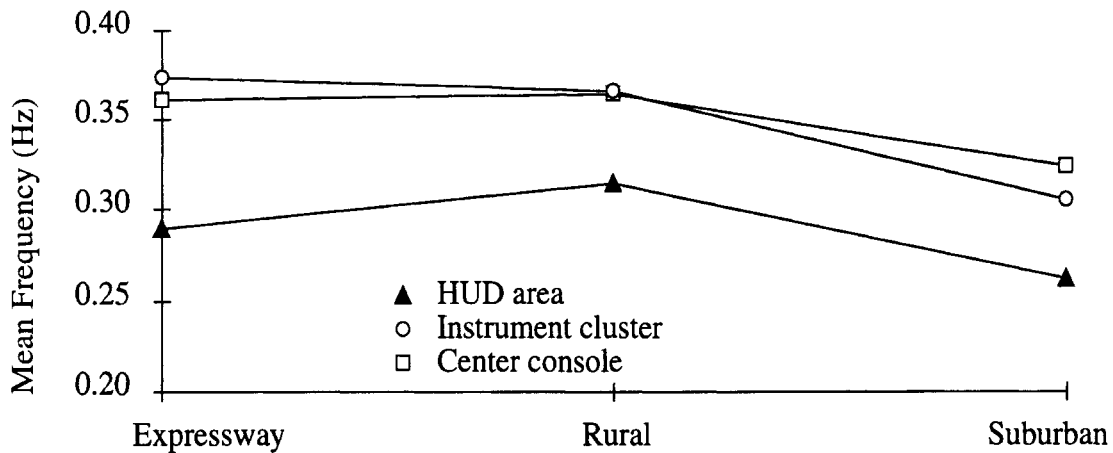 Mean Frequency (Hz)
0.40
0.35
0.30
0.25
0.20
HUD area
Instrument cluster
Center console
Expressway
Rural
Suburban